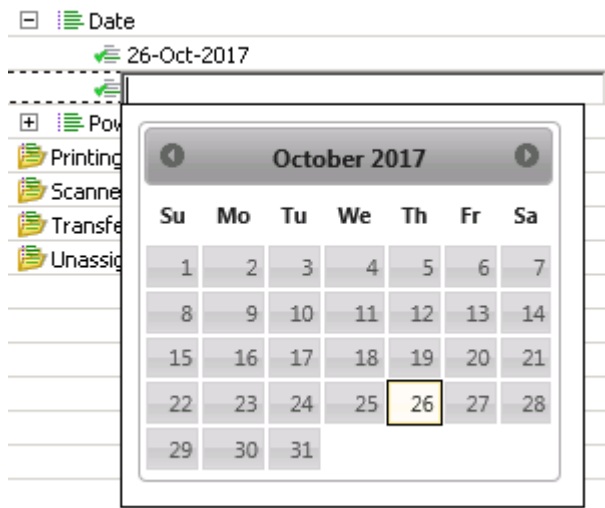 Date
26-Oct-2017
October 2017
Su Mo Tu We Th Fr Sa
1 2 3 4 5 6 7
8 9 10 11 12 13 14
15 16 17 18 19 20 21
22 23 24 25 26 27 28
29 30 31
Printing